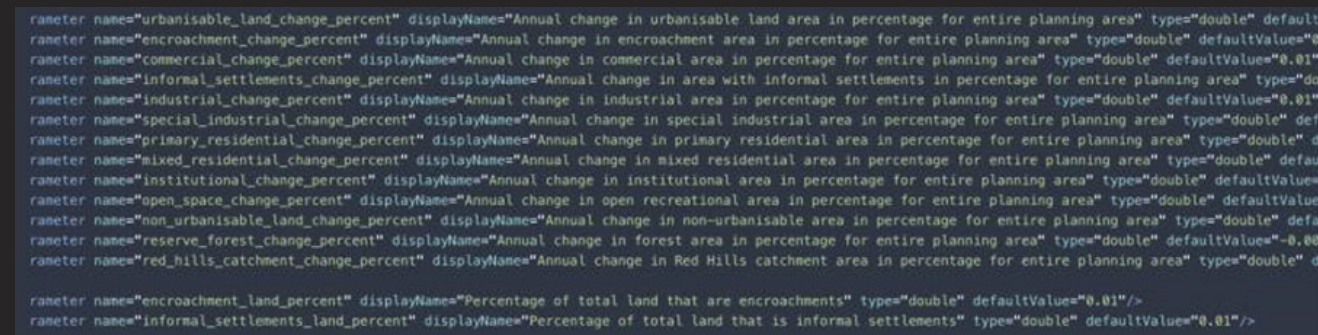 rameter name="urbanisable_land_change_percent" displayName="Annual change in urbanisable land area in percentage for entire planning area" type="double" default
rameter name="encroachment_change_percent" displayName="Annual change in encroachment area in percentage for entire planning area" type="double" defaultValue="0
rameter name="commercial_change_percent" displayName="Annual change in commercial area in percentage for entire planning area" type="double" defaultValue="0.01"
rameter name="informal_settlements_change_percent" displayName="Annual change in area with informal settlements in percentage for entire planning area" type="do
rameter name="industrial_change_percent" displayName="Annual change in industrial area in percentage for entire planning area" type="double" defaultValue="0.01"
rameter name="special_industrial_change_percent" displayName="Annual change in special industrial area in percentage for entire planning area" type="double" def
rameter name="primary_residential_change_percent" displayName="Annual change in primary residential area in percentage for entire planning area" type="double" d
rameter name="mixed_residential_change_percent" displayName="Annual change in mixed residential area in percentage for entire planning area" type="double" defau
rameter name="institutional_change_percent" displayName="Annual change in institutional area in percentage for entire planning area" type="double" defaultValue=
rameter name="open_space_change_percent" displayName="Annual change in open recreational area in percentage for entire planning area" type="double" defaultValue
rameter name="non_urbanisable_land_change_percent" displayName="Annual change in non-urbanisable area in percentage for entire planning area" type="double" defa
rameter name="reserve_forest_change_percent" displayName="Annual change in forest area in percentage for entire planning area" type="double" defaultValue="-0.00
rameter name="red_hills_catchment_change_percent" displayName="Annual change in Red Hills catchment area in percentage for entire planning area" type="double" d
rameter name="encroachment_land_percent" displayName="Percentage of total land that are encroachments" type="double" defaultValue="0.01"/>
rameter name="informal_settlements_land_percent" displayName="Percentage of total land that is informal settlements" type="double" defaultValue="0.01"/>